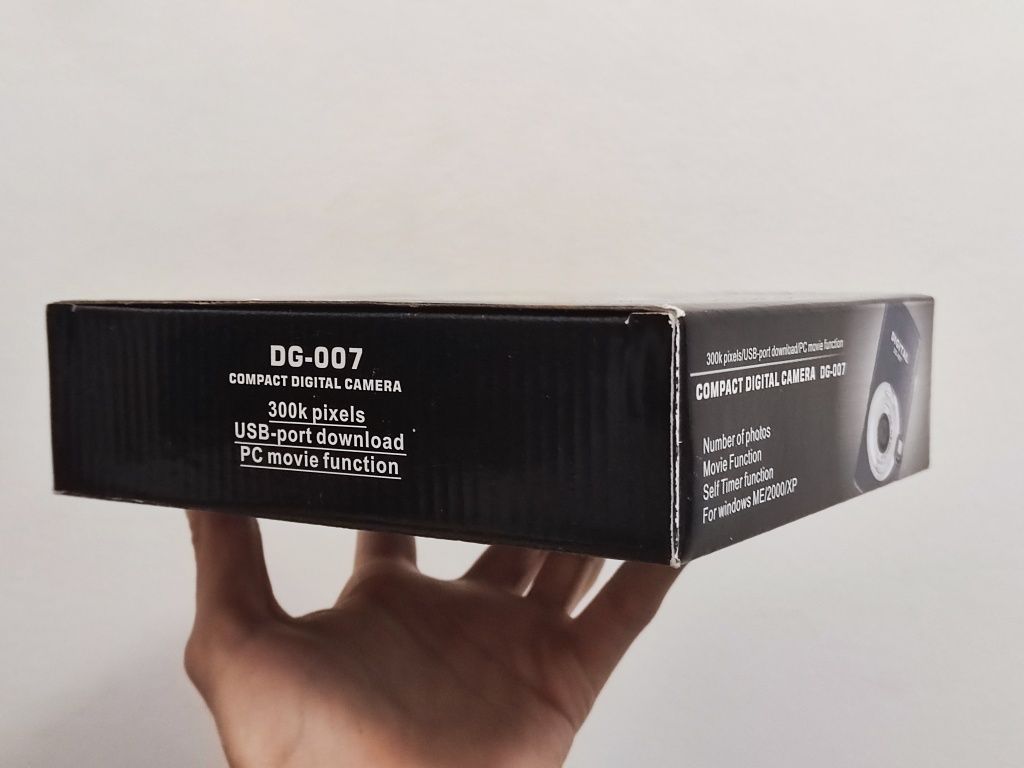 DG-007
COMPACT DIGITAL CAMERA
300k pixels
USB-port download
PC movie function
300k pixels/USB-port download/PC movie function
COMPACT DIGITAL CAMERA DG-007
Number of photos
Movie Function
Self Timer function
For windows ME/2000/XP
DIGITAL